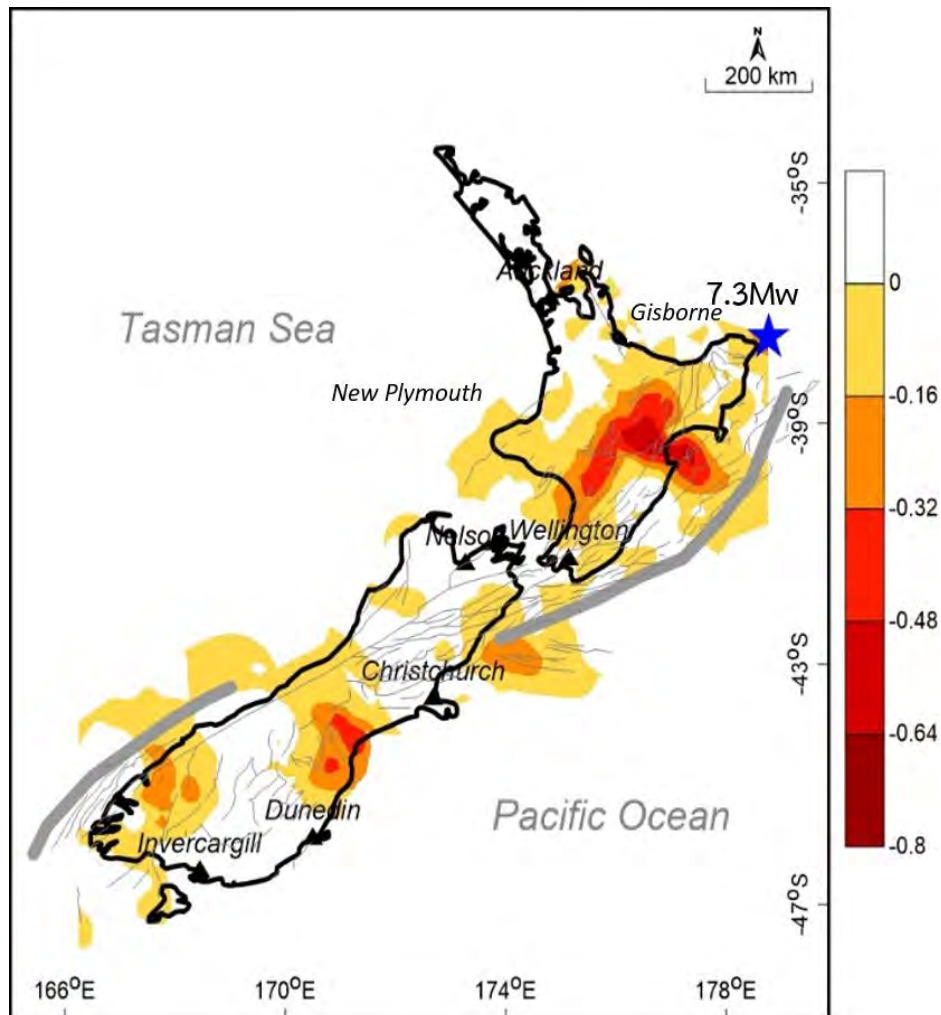 N
200 km
-35°S
Auckland
0
7.3Mw
Gisborne
Tasman Sea
New Plymouth
-0.16
-39°S
-0.32
Nelson
Wellington
-0.48
-43°S
Christchurch
-0.64
Dunedin
Pacific Ocean
Invercargill
-0.8
-47°S
166°E
170°E
174°E
178°E